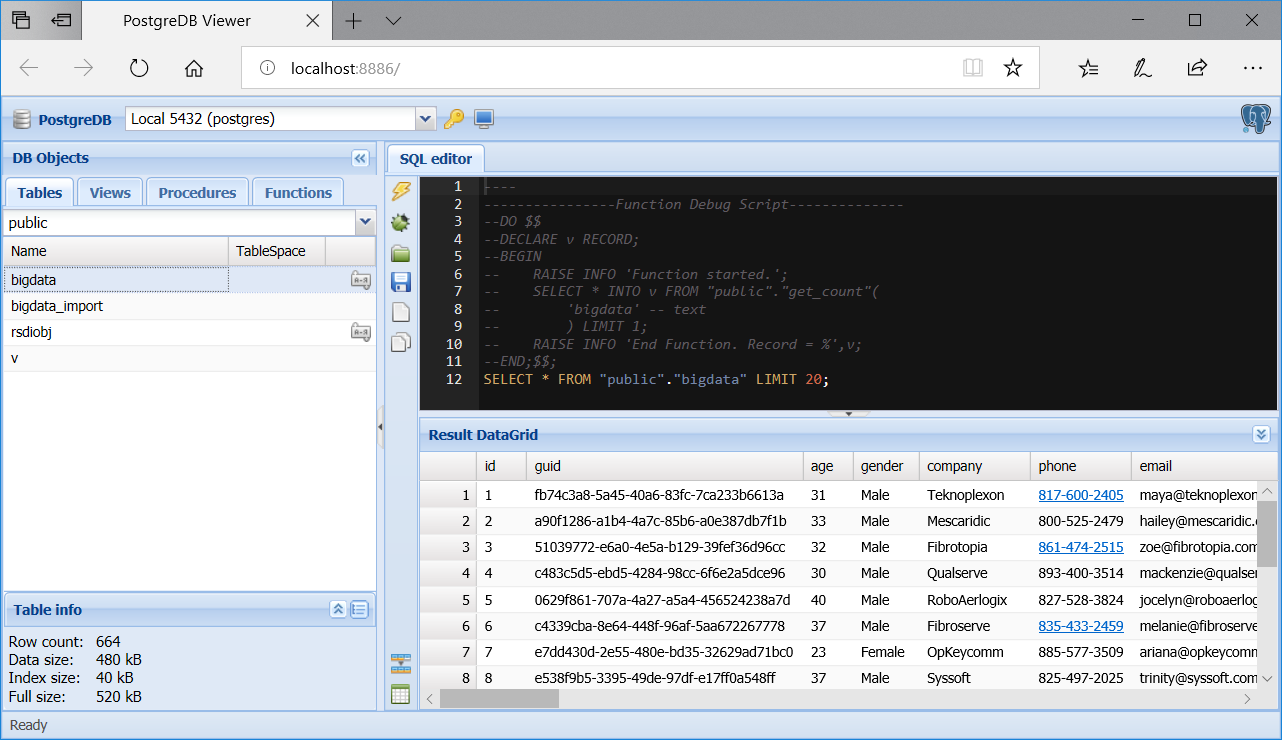 PostgreDB Viewer
localhost:8886/
PostgreDB Local 5432 (postgres)
DB Objects
Tables Views Procedures Functions
public
Name TableSpace
bigdata
bigdata_import
rsdiobj
v
Table info
Row count: 664
Data size: 480 kB
Index size: 40 kB
Full size: 520 kB
SQL editor
1 ----
2 ----------------Function Debug Script--------------
3 --DO $$
4 --DECLARE v RECORD;
5 --BEGIN
6 -- RAISE INFO 'Function started.';
7 -- SELECT * INTO v FROM "public"."get_count"(
8 -- 'bigdata' -- text
9 -- ) LIMIT 1;
10 -- RAISE INFO 'End Function. Record = %',v;
11 --END;$$;
12 SELECT * FROM "public"."bigdata" LIMIT 20;
Result DataGrid
id guid age gender company phone email
1 1 fb74c3a8-5a45-40a6-83fc-7ca233b6613a 31 Male Teknoplexon 817-600-2405 maya@teknoplexon
2 2 a90f1286-a1b4-4a7c-85b6-a0e387db7f1b 33 Male Mescaridic 800-525-2479 hailey@mescaridic.
3 3 51039772-e6a0-4e5a-b129-39fef36d96cc 32 Male Fibrotopia 861-474-2515 zoe@fibrotopia.com
4 4 c483c5d5-ebd5-4284-98cc-6f6e2a5dce96 30 Male Qualserve 893-400-3514 mackenzie@qualser
5 5 0629f861-707a-4a27-a5a4-456524238a7d 40 Male RoboAerlogix 827-528-3824 jocelyn@roboaerlog
6 6 c4339cba-8e64-448f-96af-5aa672267778 37 Male Fibroserve 835-433-2459 melanie@fibroserve
7 7 e7dd430d-2e55-480e-bd35-32629ad71bc0 23 Female OpKeycomm 885-577-3509 ariana@opkeycomm
8 8 e538f9b5-3395-49de-97df-e17ff0a548ff 37 Male Syssoft 825-497-2025 trinity@syssoft.com
Ready